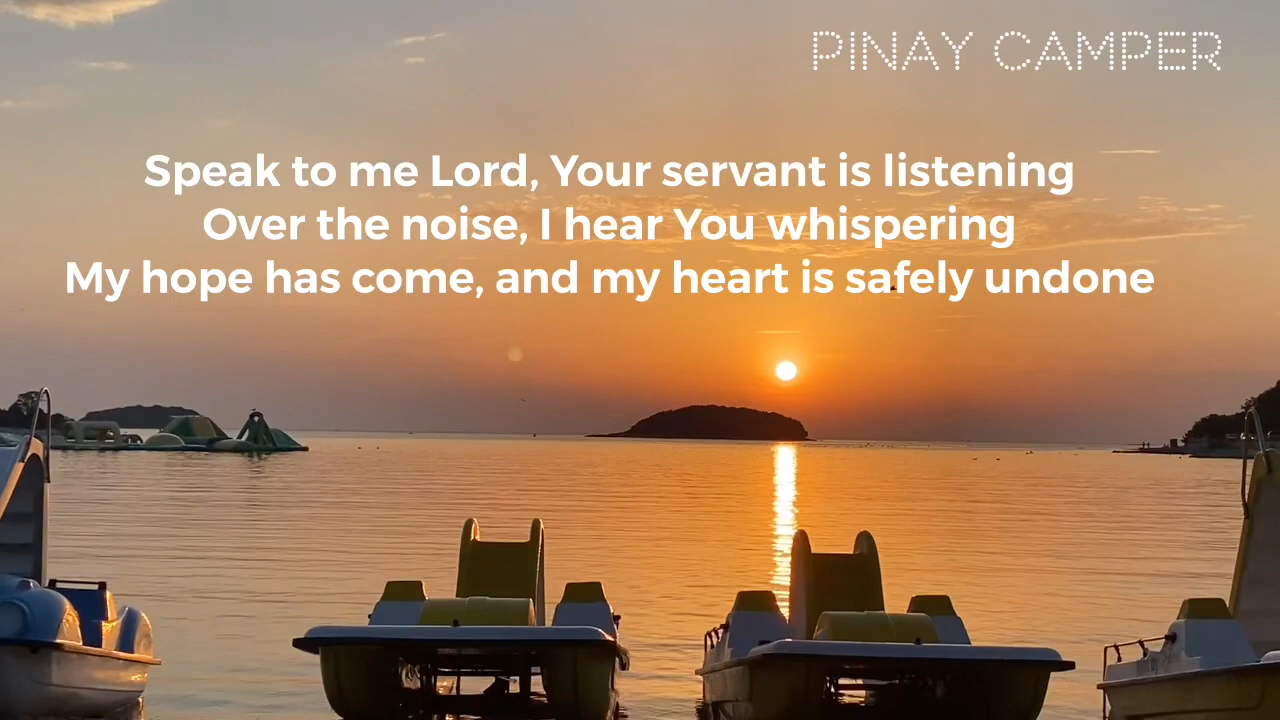 PINAY CAMPER
Speak to me Lord, Your servant is listening
Over the noise, I hear You whispering
My hope has come, and my heart is safely undone